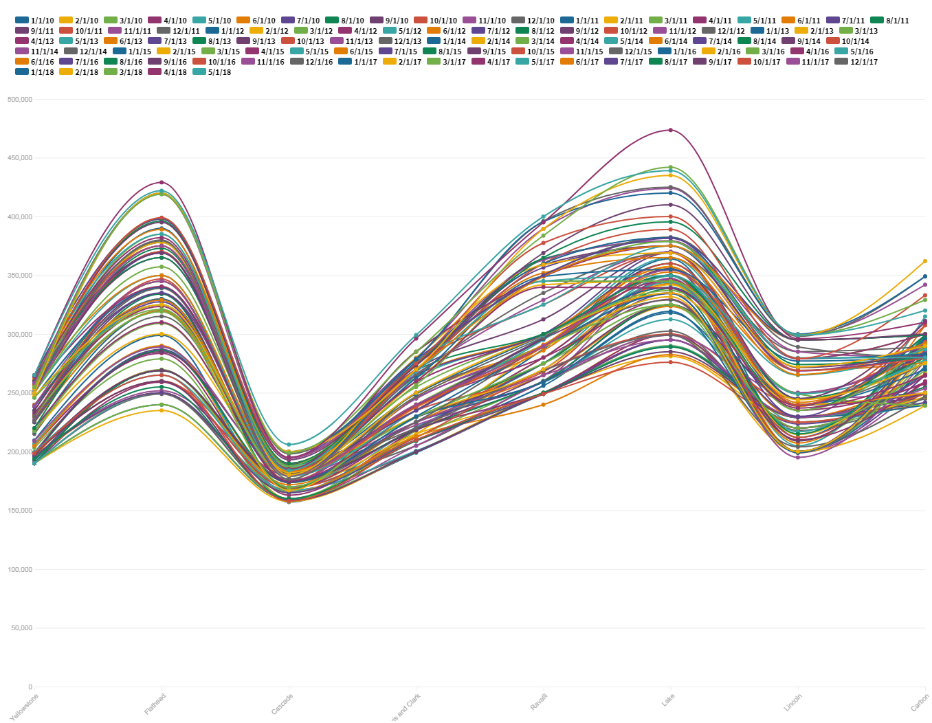 1/1/10 2/1/10 3/1/10 4/1/10 5/1/10 6/1/10 7/1/10 8/1/10 9/1/10 10/1/10 11/1/10 12/1/10 1/1/11 2/1/11 3/1/11 4/1/11 5/1/11 6/1/11 7/1/11 8/1/11
9/1/11 10/1/11 11/1/11 12/1/11 1/1/12 2/1/12 3/1/12 4/1/12 5/1/12 6/1/12 7/1/12 8/1/12 9/1/12 10/1/12 11/1/12 12/1/12 1/1/13 2/1/13 3/1/13
4/1/13 5/1/13 6/1/13 7/1/13 8/1/13 9/1/13 10/1/13 11/1/13 12/1/13 1/1/14 2/1/14 3/1/14 4/1/14 5/1/14 6/1/14 7/1/14 8/1/14 9/1/14 10/1/14
11/1/14 12/1/14 1/1/15 2/1/15 3/1/15 4/1/15 5/1/15 6/1/15 7/1/15 8/1/15 9/1/15 10/1/15 11/1/15 12/1/15 1/1/16 2/1/16 3/1/16 4/1/16 5/1/16
6/1/16 7/1/16 8/1/16 9/1/16 10/1/16 11/1/16 12/1/16 1/1/17 2/1/17 3/1/17 4/1/17 5/1/17 6/1/17 7/1/17 8/1/17 9/1/17 10/1/17 11/1/17 12/1/17
1/1/18 2/1/18 3/1/18 4/1/18 5/1/18
500,000
450,000
400,000
350,000
300,000
250,000
200,000
150,000
100,000
50,000
0
Yellowstone Flathead Cascade and Clark Ravalli Lake Lincoln Carbon